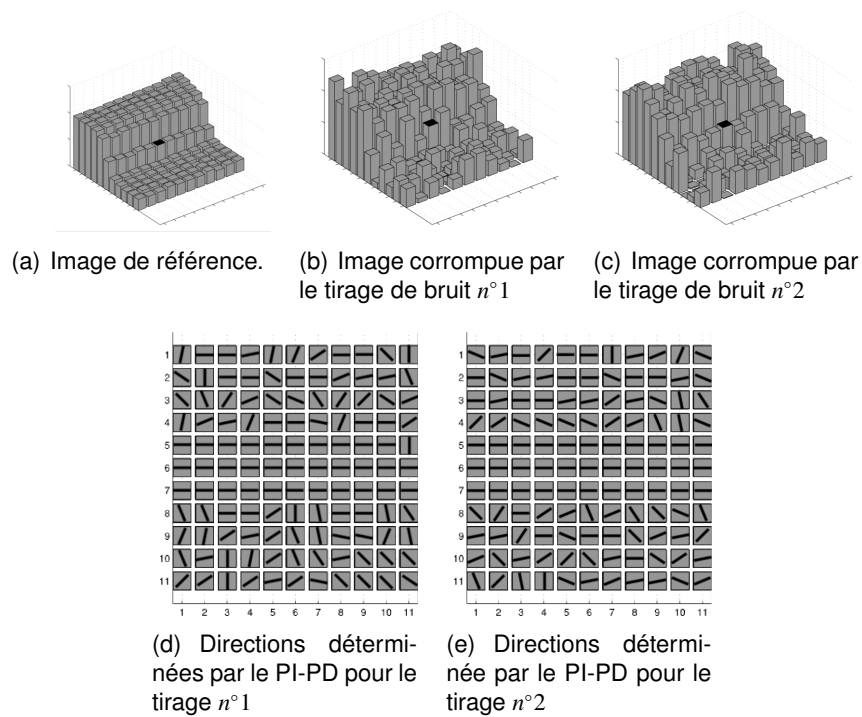 (a) Image de référence.
(b) Image corrompue par
le tirage de bruit n°1
(c) Image corrompue par
le tirage de bruit n°2
1
2
3
4
5
6
7
8
9
10
11
1 2 3 4 5 6 7 8 9 10 11
(d) Directions détermi-
nées par le PI-PD pour le
tirage n°1
1
2
3
4
5
6
7
8
9
10
11
1 2 3 4 5 6 7 8 9 10 11
(e) Directions détermi-
née par le PI-PD pour le
tirage n°2